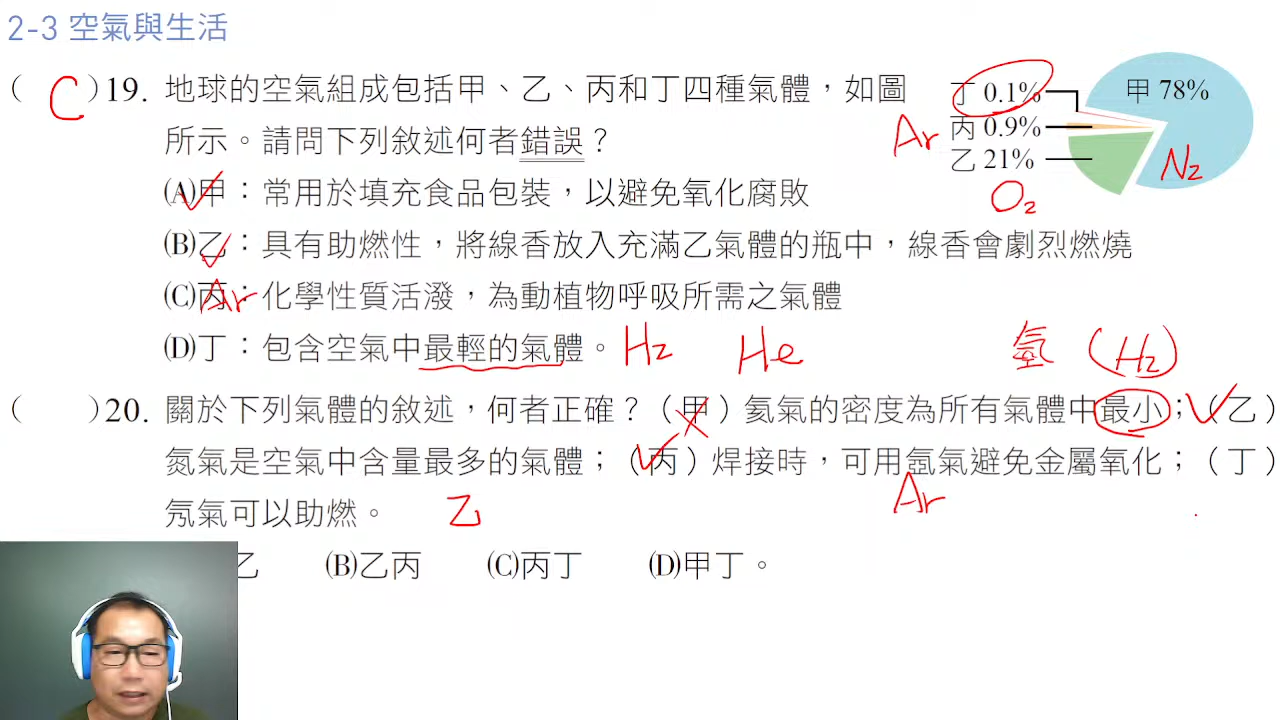 2-3 空氣與生活
( C )19. 地球的空氣組成包括甲、乙、丙和丁四種氣體，如圖
所示。請問下列敘述何者錯誤？
(A)甲：常用於填充食品包裝，以避免氧化腐敗
(B)乙：具有助燃性，將線香放入充滿乙氣體的瓶中，線香會劇烈燃燒
(C)丙：化學性質活潑，為動植物呼吸所需之氣體
Ar
(D)丁：包含空氣中最輕的氣體。 H₂ He 氫 (H₂)
丁 0.1%
丙 0.9%
乙 21%
甲 78%
Ar
O₂
N₂
( )20. 關於下列氣體的敘述，何者正確？（甲）氦氣的密度為所有氣體中最小；（乙）
氮氣是空氣中含量最多的氣體；（丙）焊接時，可用氬氣避免金屬氧化；（丁）
氖氣可以助燃。 乙 Ar
乙 (B)乙丙 (C)丙丁 (D)甲丁。